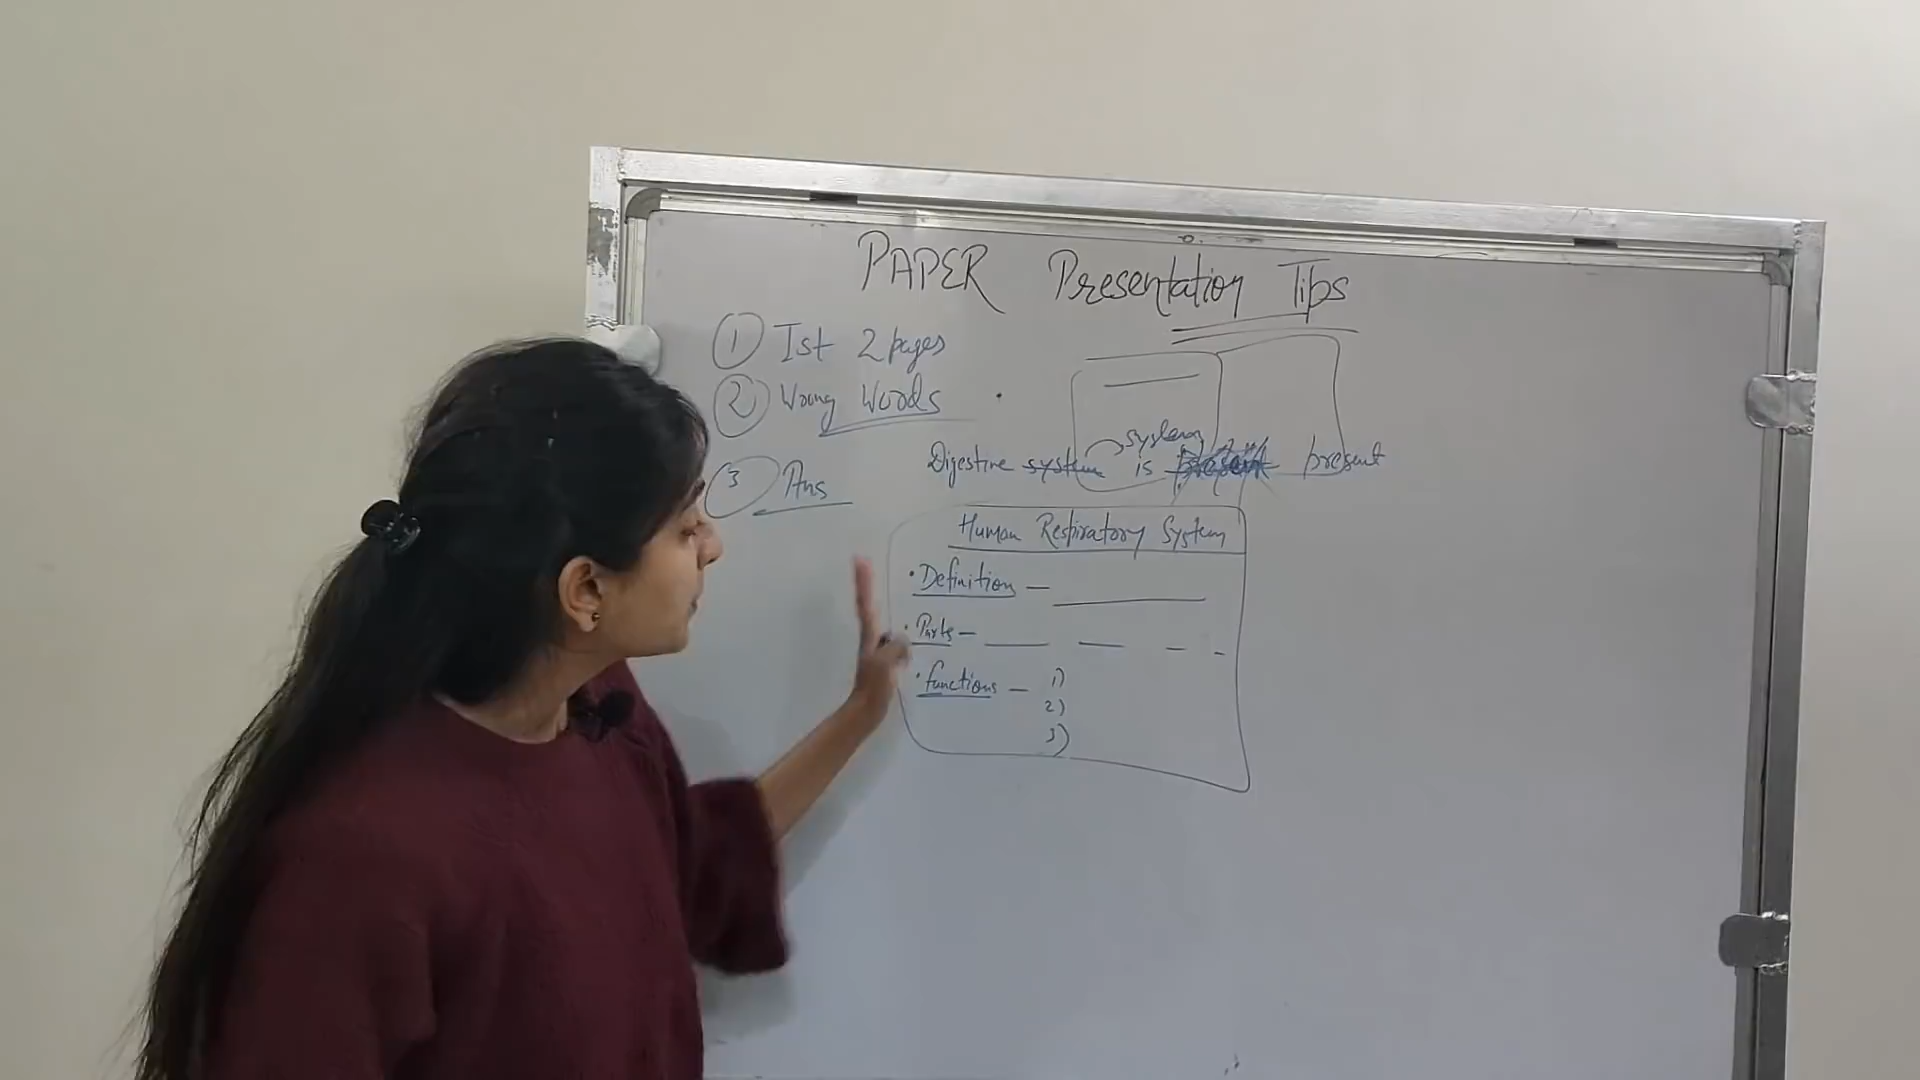 PAPER Presentation Tips
1 Ist 2 pages
2 Wrong Words
system
Digestive system is present present
3 Ans
Human Respiratory System
• Definition —
• Parts —
• functions — 1)
2)
3)